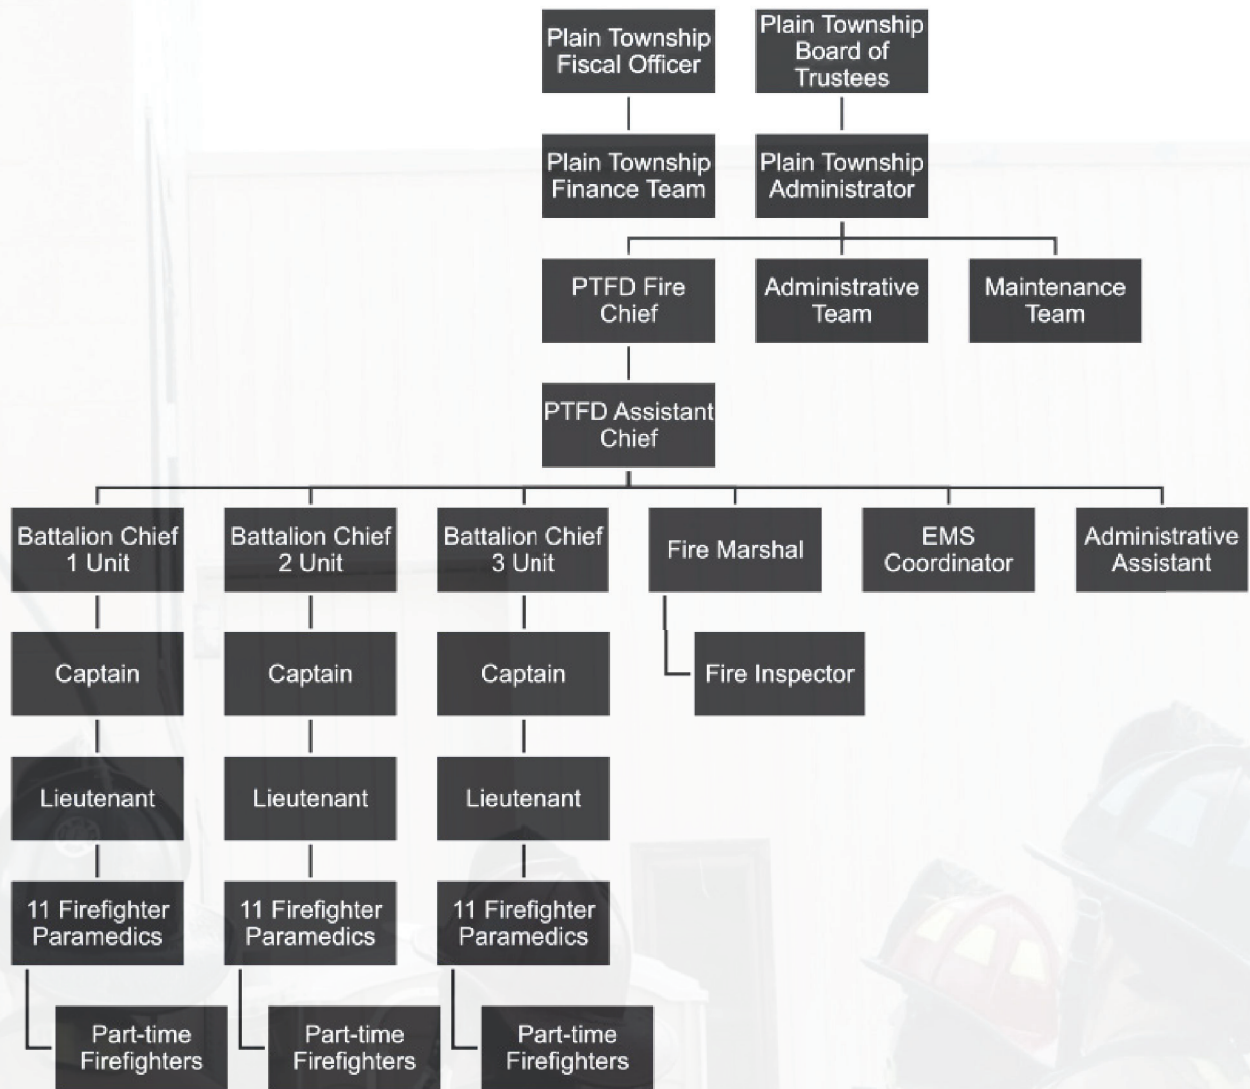 Plain Township
Fiscal Officer
Plain Township
Board of
Trustees
Plain Township
Finance Team
Plain Township
Administrator
PTFD Fire
Chief
Administrative
Team
Maintenance
Team
PTFD Assistant
Chief
Battalion Chief
1 Unit
Battalion Chief
2 Unit
Battalion Chief
3 Unit
Fire Marshal
EMS
Coordinator
Administrative
Assistant
Captain
Captain
Captain
Fire Inspector
Lieutenant
Lieutenant
Lieutenant
11 Firefighter
Paramedics
11 Firefighter
Paramedics
11 Firefighter
Paramedics
Part-time
Firefighters
Part-time
Firefighters
Part-time
Firefighters